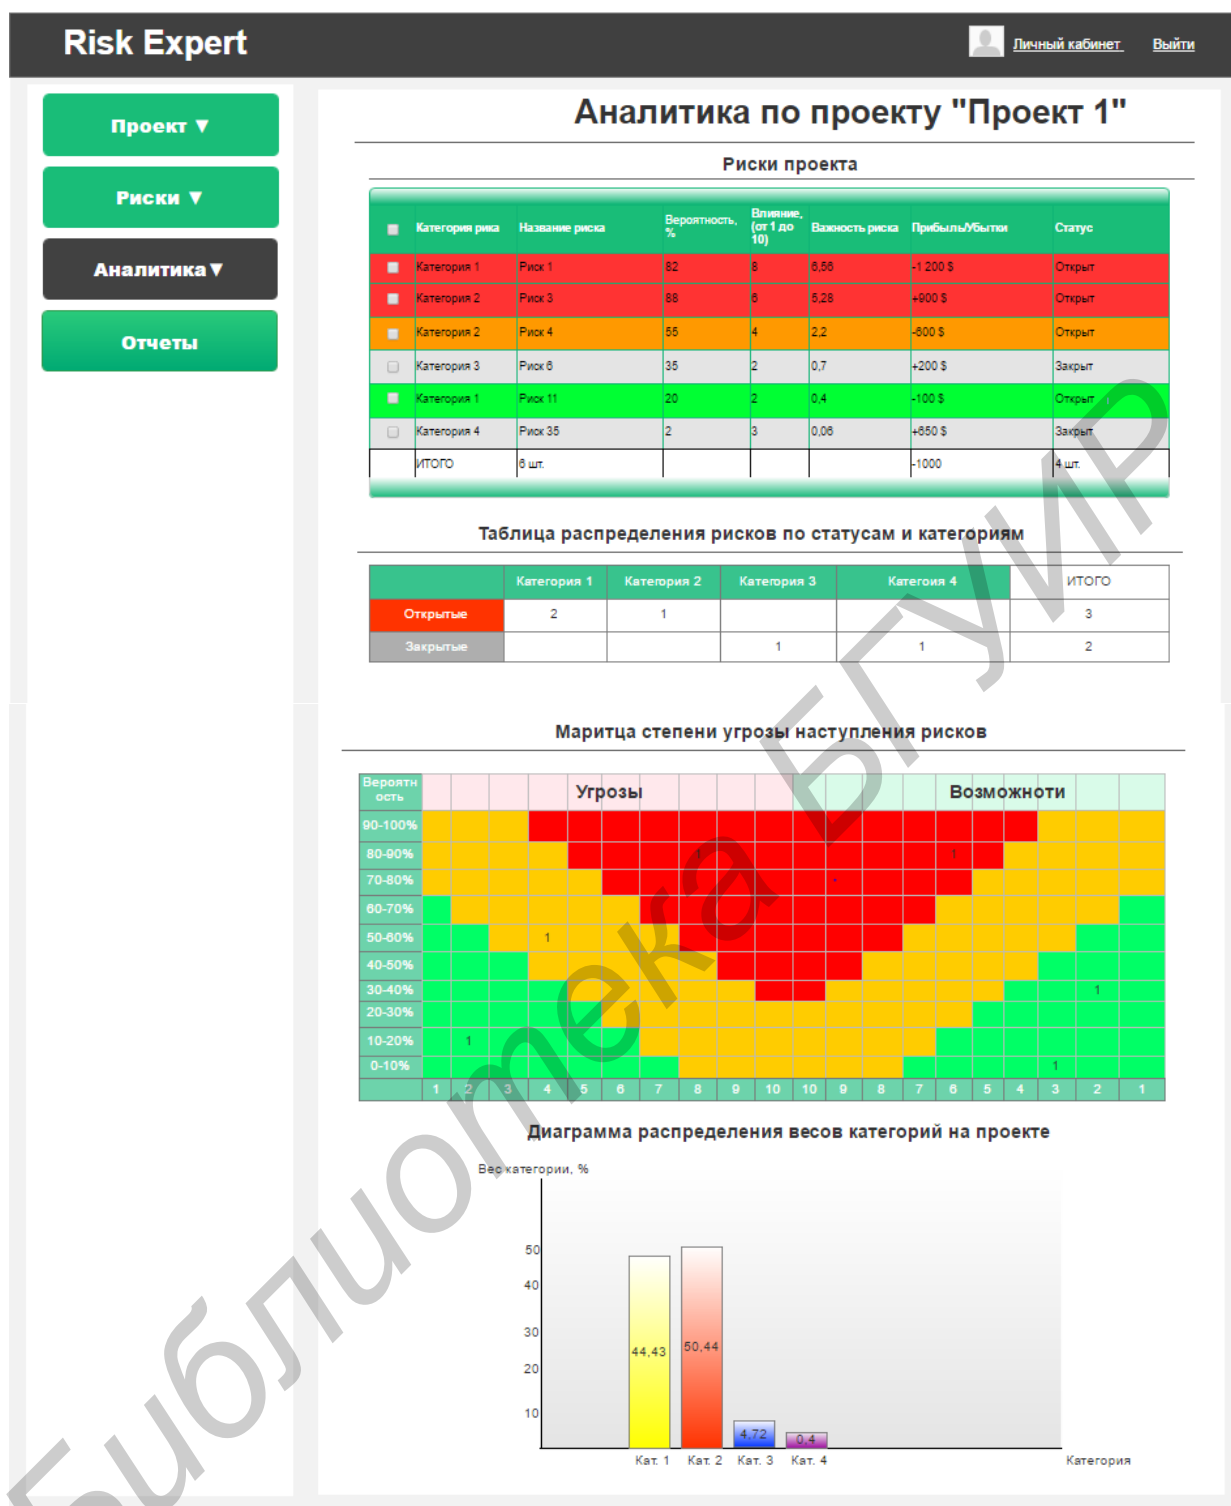 Risk Expert
Личный кабинет Выйти
Проект ▼
Риски ▼
Аналитика▼
Отчеты
Аналитика по проекту "Проект 1"
Риски проекта
Категория рика Название риска Вероятность, % Влияние, (от 1 до 10) Важность риска Прибыль/Убытки Статус
Категория 1 Риск 1 82 8 6,56 -1 200 $ Открыт
Категория 2 Риск 3 88 6 5,28 +900 $ Открыт
Категория 2 Риск 4 55 4 2,2 -600 $ Открыт
Категория 3 Риск 6 35 2 0,7 +200 $ Закрыт
Категория 1 Риск 11 20 2 0,4 -100 $ Открыт
Категория 4 Риск 35 2 3 0,06 +650 $ Закрыт
ИТОГО 6 шт. -1000 4 шт.
Таблица распределения рисков по статусам и категориям
Категория 1 Категория 2 Категория 3 Категоия 4 ИТОГО
Открытые 2 1 3
Закрытые 1 1 2
Маритца степени угрозы наступления рисков
Вероятн
ость
Угрозы Возможноти
90-100%
80-90% 1 1
70-80% -
60-70%
50-60% 1
40-50%
30-40% 1
20-30%
10-20% 1
0-10% 1
1 2 3 4 5 6 7 8 9 10 10 9 8 7 6 5 4 3 2 1
Диаграмма распределения весов категорий на проекте
Вес категории, %
50
40
30
20
10
44,43 50,44 4,72 0,4
Кат. 1 Кат. 2 Кат. 3 Кат. 4 Категория
Библиотека БГУИР